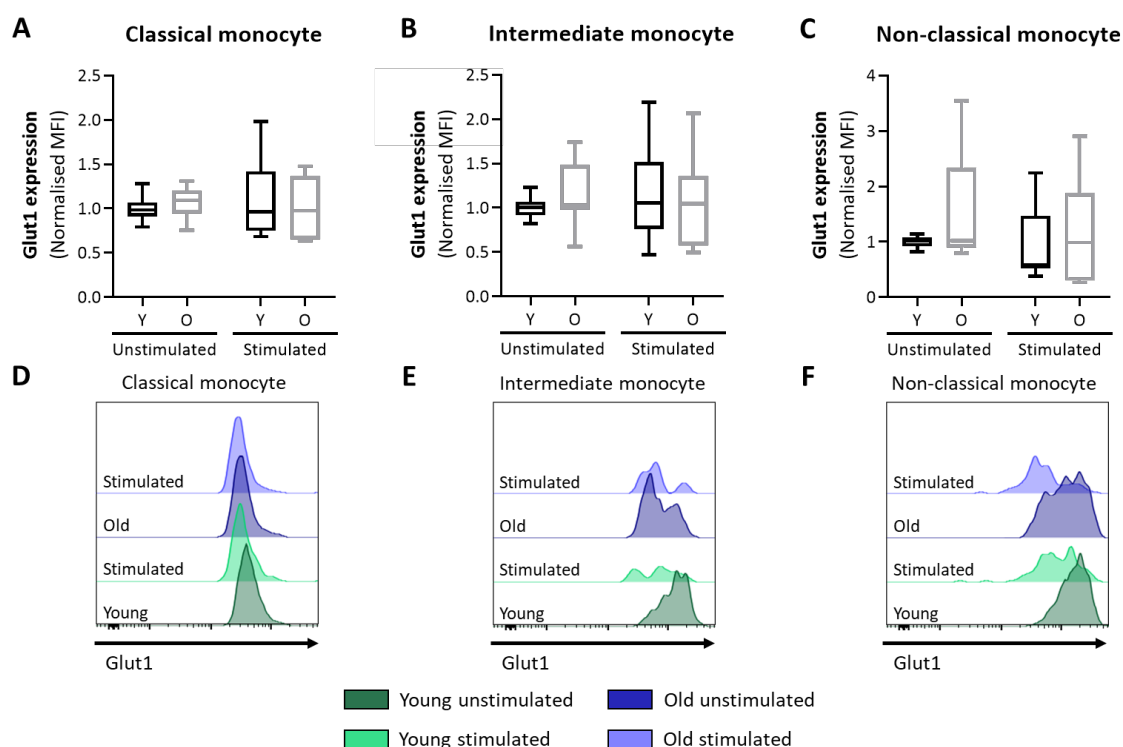 A
Classical monocyte
B
Intermediate monocyte
C
Non-classical monocyte
Glut1 expression
(Normalised MFI)
2.5
2.0
1.5
1.0
0.5
0.0
Y O Y O
Unstimulated Stimulated
Glut1 expression
(Normalised MFI)
2.5
2.0
1.5
1.0
0.5
0.0
Y O Y O
Unstimulated Stimulated
Glut1 expression
(Normalised MFI)
4
3
2
1
0
Y O Y O
Unstimulated Stimulated
D
Classical monocyte
Stimulated
Old
Stimulated
Young
Glut1
E
Intermediate monocyte
Stimulated
Old
Stimulated
Young
Glut1
F
Non-classical monocyte
Stimulated
Old
Stimulated
Young
Glut1
Young unstimulated
Old unstimulated
Young stimulated
Old stimulated